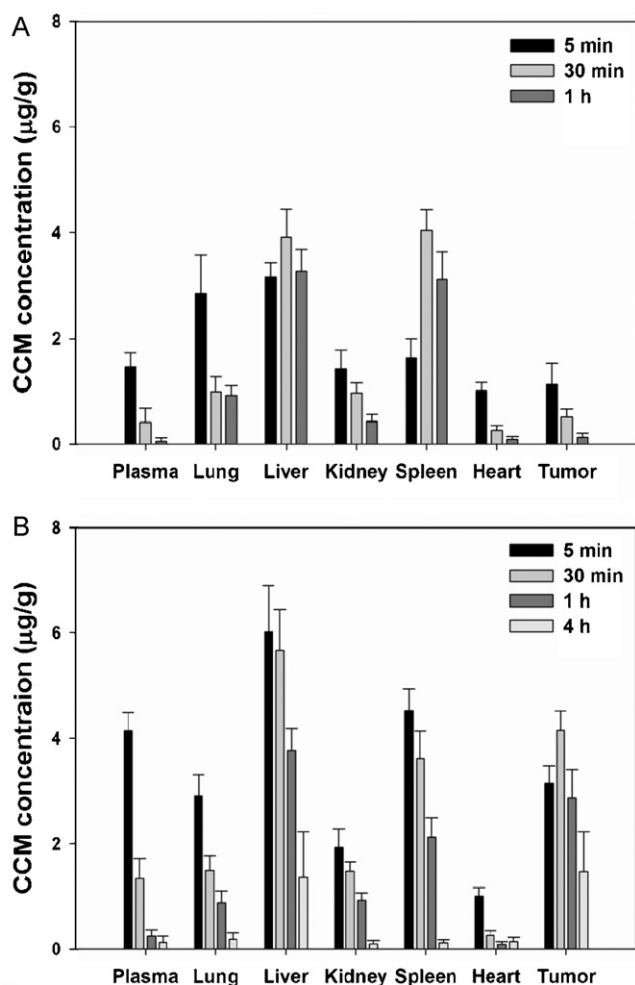 A
CCM concentration (μg/g)
8
6
4
2
0
5 min
30 min
1 h
Plasma Lung Liver Kidney Spleen Heart Tumor
B
CCM concentraion (μg/g)
8
6
4
2
0
5 min
30 min
1 h
4 h
Plasma Lung Liver Kidney Spleen Heart Tumor